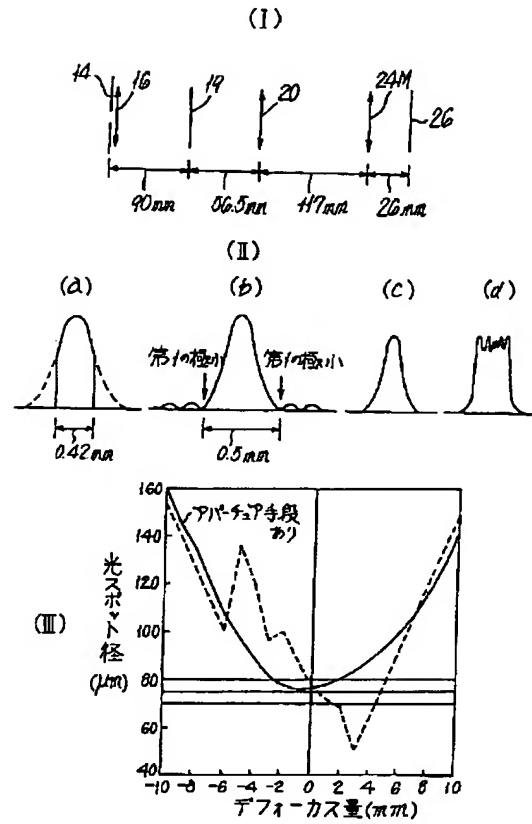 (I)
14 16 19 20 24M 26
90mm 56.5mm 117mm 26mm
(II)
(a) (b) (c) (d)
第1の極小 第1の極小
0.42mm 0.5mm
(III)
160
140
120
100
80
60
40
光スポット径
(μm)
アパーチュア手段
あり
-10 -8 -6 -4 -2 0 2 4 6 8 10
デフォーカス量(mm)